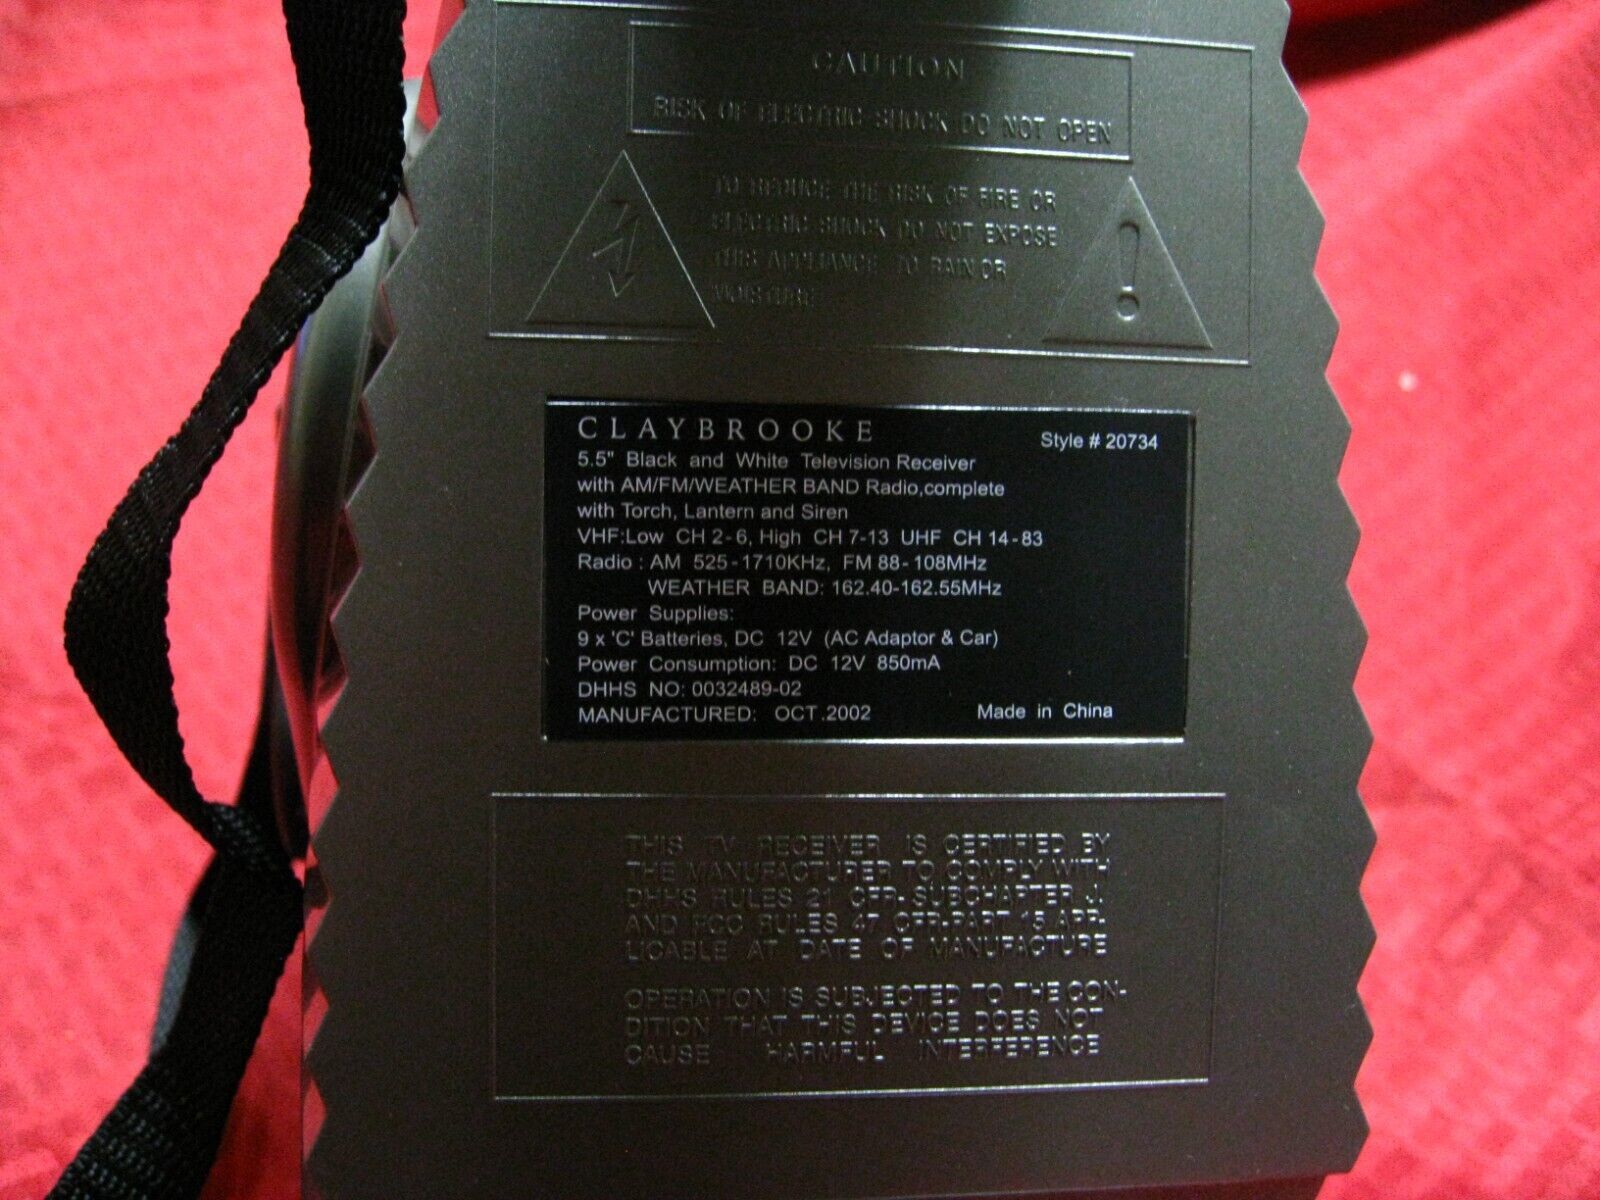 CAUTION
RISK OF ELECTRIC SHOCK DO NOT OPEN
TO REDUCE THE RISK OF FIRE OR
ELECTRIC SHOCK DO NOT EXPOSE
THIS APPLIANCE TO RAIN OR
MOISTURE
CLAYBROOKE
Style # 20734
5.5" Black and White Television Receiver
with AM/FM/WEATHER BAND Radio,complete
with Torch, Lantern and Siren
VHF:Low CH 2-6, High CH 7-13 UHF CH 14-83
Radio : AM 525-1710KHz, FM 88-108MHz
WEATHER BAND: 162.40-162.55MHz
Power Supplies:
9 x 'C' Batteries, DC 12V (AC Adaptor & Car)
Power Consumption: DC 12V 850mA
DHHS NO: 0032489-02
MANUFACTURED: OCT.2002 Made in China
THIS TV RECEIVER IS CERTIFIED BY
THE MANUFACTURER TO COMPLY WITH
DHHS RULES 21 CFR-SUBCHAPTER J.
AND FCC RULES 47 CFR-PART 15 APP-
LICABLE AT DATE OF MANUFACTURE
OPERATION IS SUBJECTED TO THE CON-
DITION THAT THIS DEVICE DOES NOT
CAUSE HARMFUL INTERFERENCE